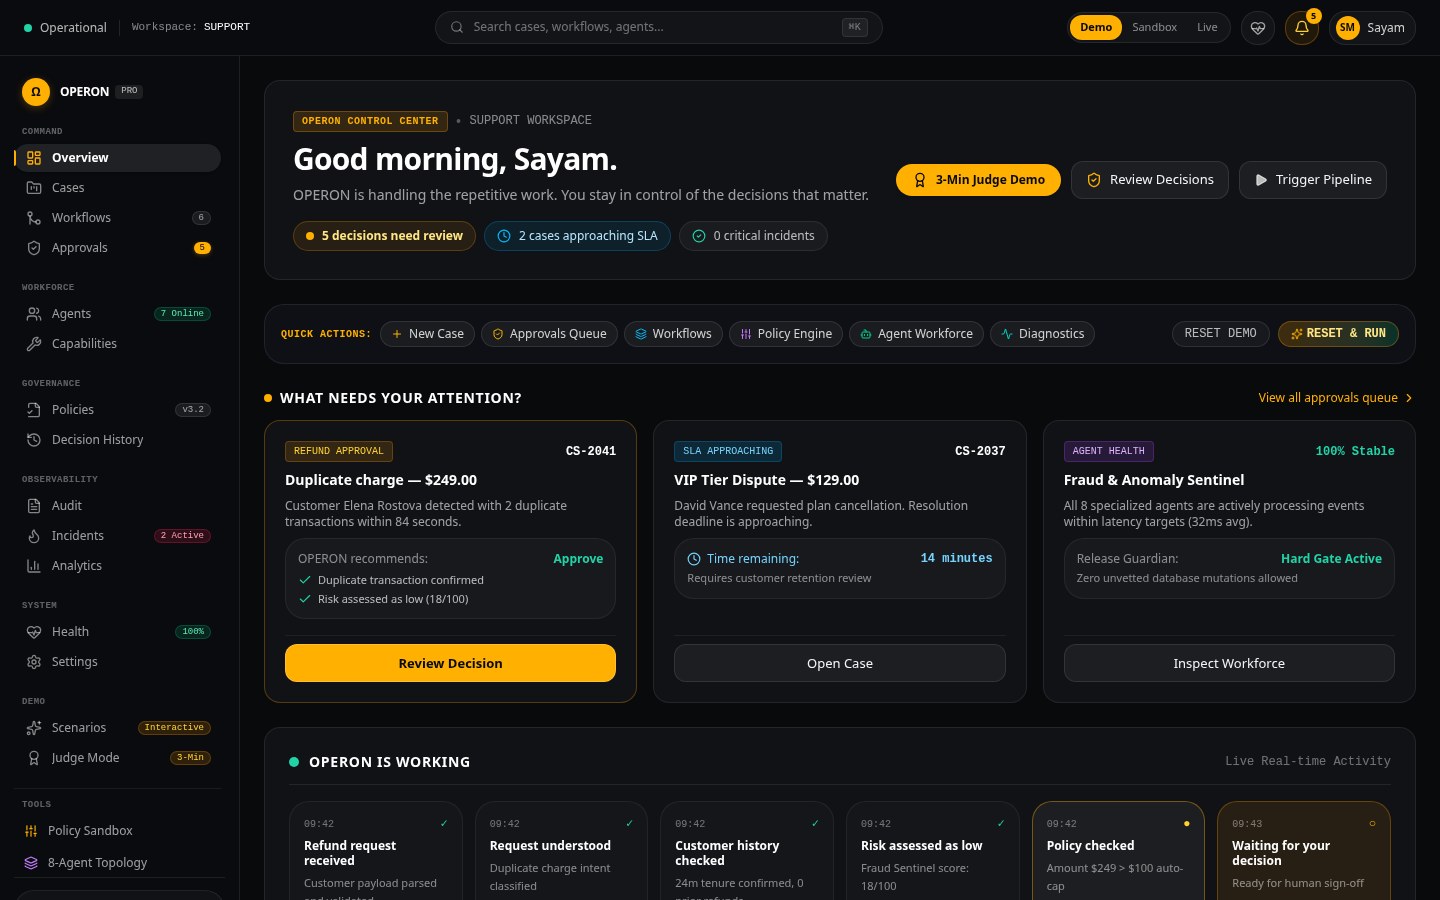 Operational
Workspace: SUPPORT
Search cases, workflows, agents...
⌘K
Demo
Sandbox
Live
5
SM
Sayam
Ω
OPERON
PRO
COMMAND
Overview
Cases
Workflows
6
Approvals
5
WORKFORCE
Agents
7 Online
Capabilities
GOVERNANCE
Policies
v3.2
Decision History
OBSERVABILITY
Audit
Incidents
2 Active
Analytics
SYSTEM
Health
100%
Settings
DEMO
Scenarios
Interactive
Judge Mode
3-Min
TOOLS
Policy Sandbox
8-Agent Topology
OPERON CONTROL CENTER
• SUPPORT WORKSPACE
Good morning, Sayam.
OPERON is handling the repetitive work. You stay in control of the decisions that matter.
5 decisions need review
2 cases approaching SLA
0 critical incidents
3-Min Judge Demo
Review Decisions
Trigger Pipeline
QUICK ACTIONS:
New Case
Approvals Queue
Workflows
Policy Engine
Agent Workforce
Diagnostics
RESET DEMO
RESET & RUN
WHAT NEEDS YOUR ATTENTION?
View all approvals queue
REFUND APPROVAL
CS-2041
Duplicate charge — $249.00
Customer Elena Rostova detected with 2 duplicate
transactions within 84 seconds.
OPERON recommends:
Approve
✓ Duplicate transaction confirmed
✓ Risk assessed as low (18/100)
Review Decision
SLA APPROACHING
CS-2037
VIP Tier Dispute — $129.00
David Vance requested plan cancellation. Resolution
deadline is approaching.
Time remaining:
14 minutes
Requires customer retention review
Open Case
AGENT HEALTH
100% Stable
Fraud & Anomaly Sentinel
All 8 specialized agents are actively processing events
within latency targets (32ms avg).
Release Guardian:
Hard Gate Active
Zero unvetted database mutations allowed
Inspect Workforce
OPERON IS WORKING
Live Real-time Activity
09:42 ✓
Refund request
received
Customer payload parsed
and validated
09:42 ✓
Request understood
Duplicate charge intent
classified
09:42 ✓
Customer history
checked
24m tenure confirmed, 0
prior refunds
09:42 ✓
Risk assessed as low
Fraud Sentinel score:
18/100
09:42 ●
Policy checked
Amount $249 > $100 auto-
cap
09:43 ○
Waiting for your
decision
Ready for human sign-off